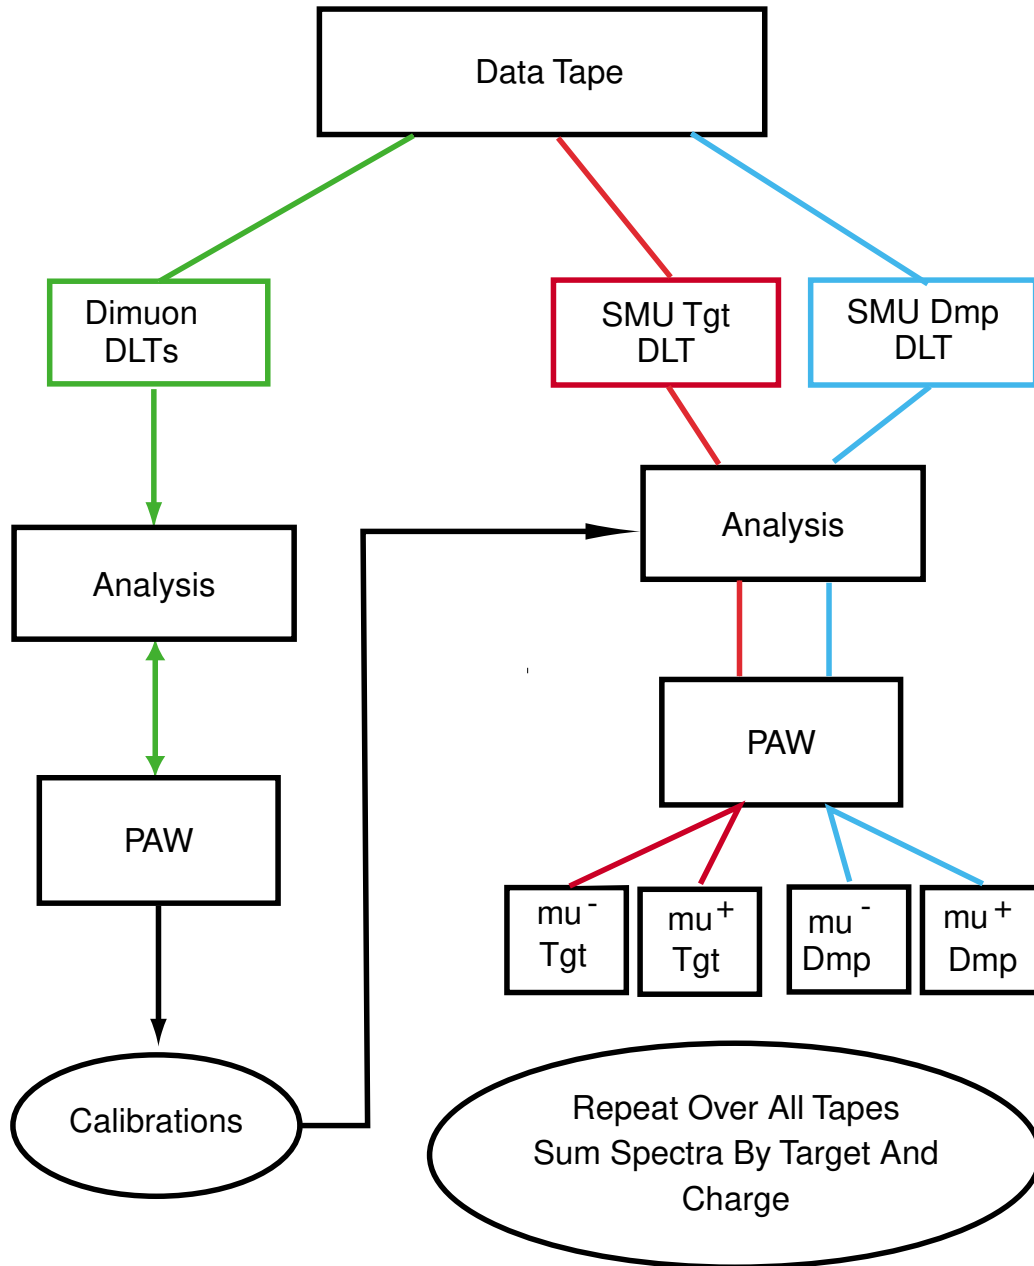 Data Tape
Dimuon
DLTs
SMU Tgt
DLT
SMU Dmp
DLT
Analysis
Analysis
PAW
PAW
mu -
Tgt
mu +
Tgt
mu -
Dmp
mu +
Dmp
Calibrations
Repeat Over All Tapes
Sum Spectra By Target And
Charge